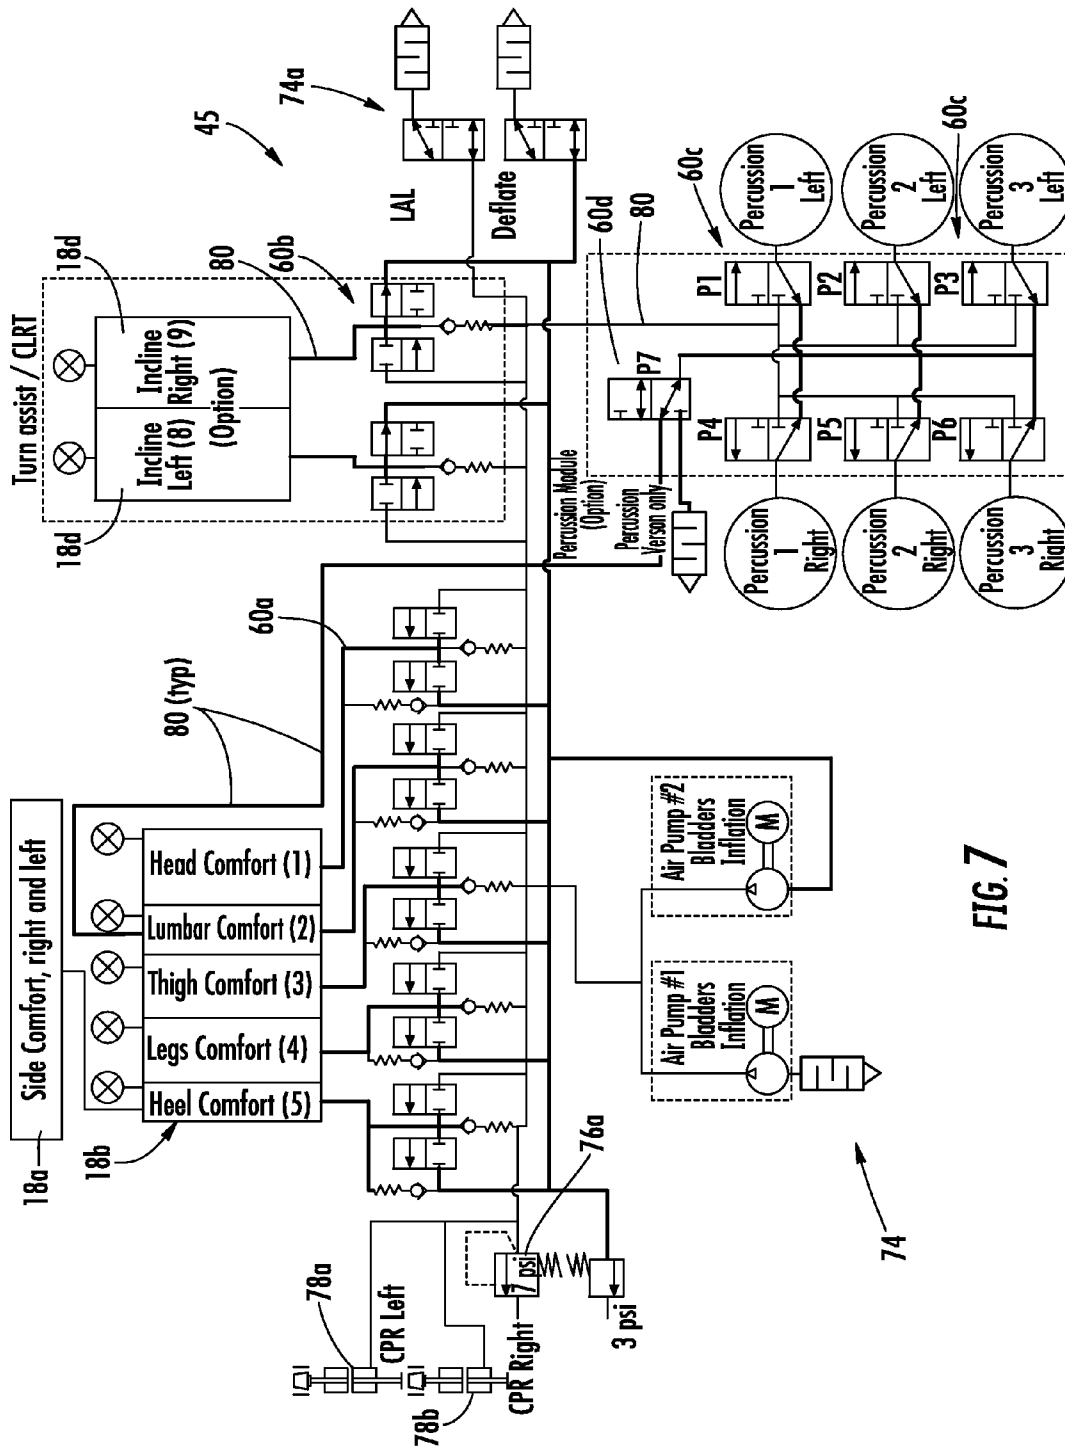 Side Comfort, right and left
18a
Head Comfort (1)
Lumbar Comfort (2)
Thigh Comfort (3)
Legs Comfort (4)
Heel Comfort (5)
18b
80 (typ)
60a
Turn assist / CLRT
18d
18d
Incline
Left (8)
Incline
Right (9)
(Option)
80
60b
45
74a
LAL
Deflate
78a
CPR Left
78b
CPR Right
7 psi
76a
3 psi
Percussion Module
(Option)
Percussion
Verson only
60d
80
60c
60c
P7
P1
P2
P3
P4
P5
P6
Percussion
1
Left
Percussion
2
Left
Percussion
3
Left
Percussion
1
Right
Percussion
2
Right
Percussion
3
Right
Air Pump #1
Bladders
Inflation
M
Air Pump #2
Bladders
Inflation
M
74
FIG. 7